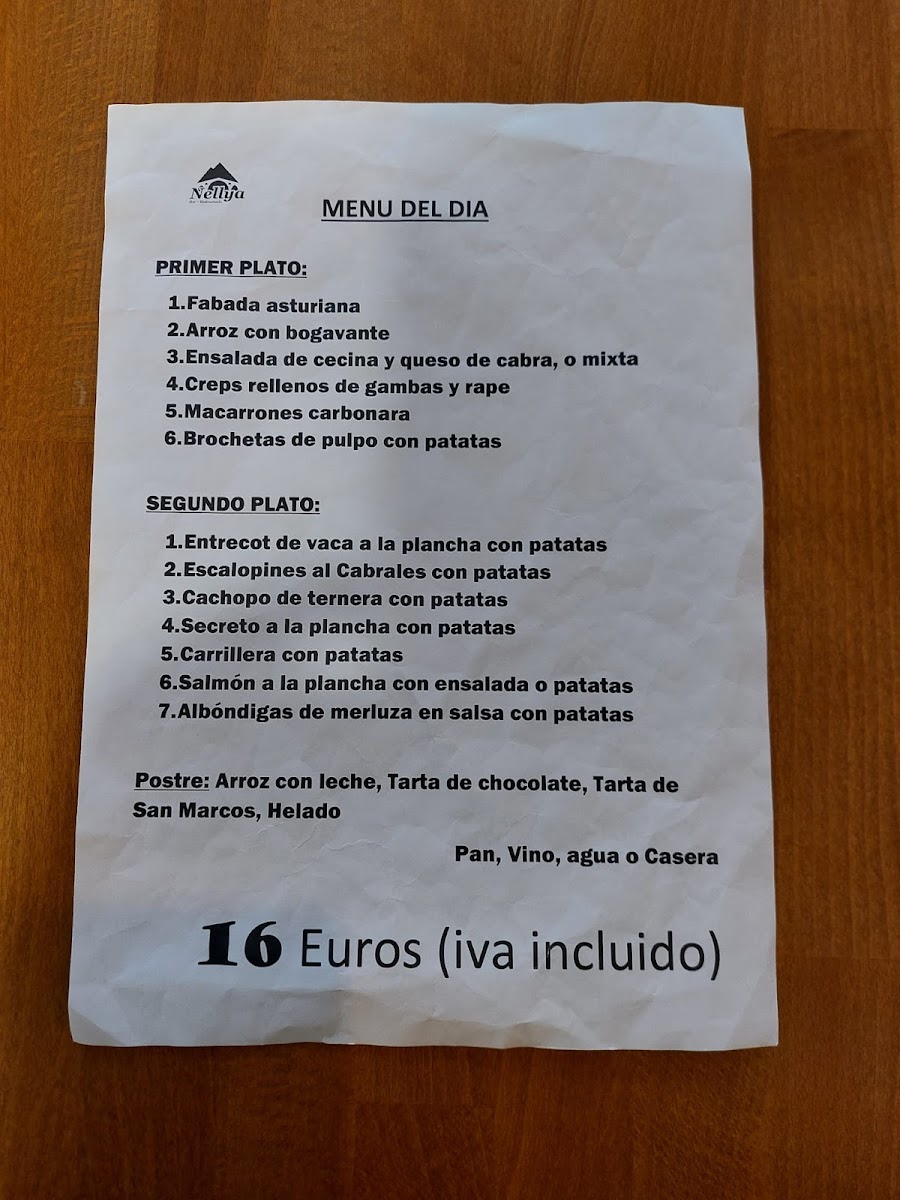 Nellya
MENU DEL DIA
PRIMER PLATO:
1.Fabada asturiana
2.Arroz con bogavante
3.Ensalada de cecina y queso de cabra, o mixta
4.Creps rellenos de gambas y rape
5.Macarrones carbonara
6.Brochetas de pulpo con patatas
SEGUNDO PLATO:
1.Entrecot de vaca a la plancha con patatas
2.Escalopines al Cabrales con patatas
3.Cachopo de ternera con patatas
4.Secreto a la plancha con patatas
5.Carrillera con patatas
6.Salmón a la plancha con ensalada o patatas
7.Albóndigas de merluza en salsa con patatas
Postre: Arroz con leche, Tarta de chocolate, Tarta de
San Marcos, Helado
Pan, Vino, agua o Casera
16 Euros (iva incluido)